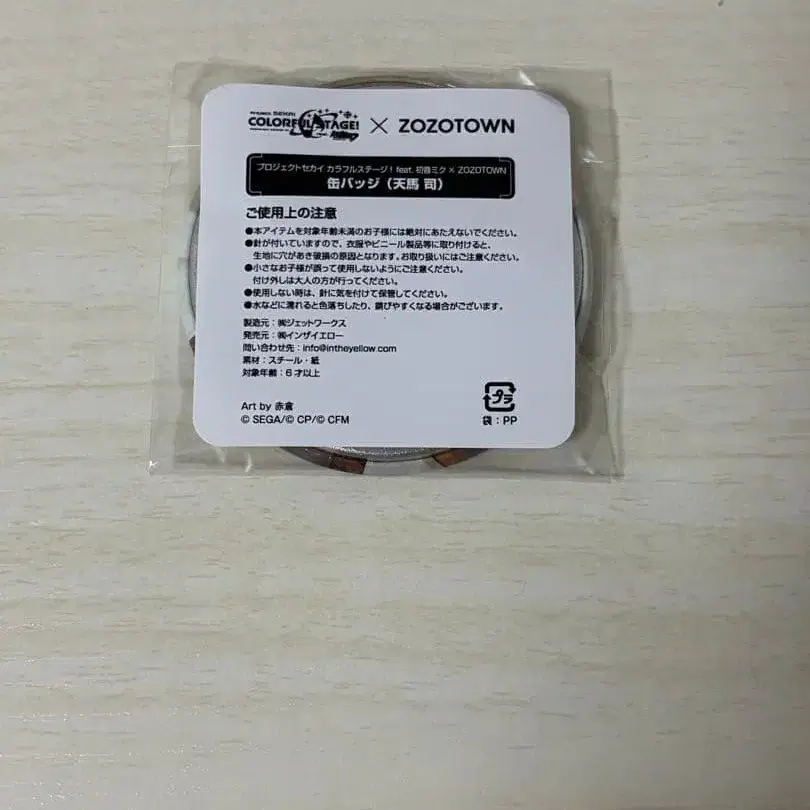 PROJECT SEKAI
COLORFUL STAGE! × ZOZOTOWN
プロジェクトセカイ カラフルステージ! feat. 初音ミク × ZOZOTOWN
缶バッジ(天馬 司)
ご使用上の注意
●本アイテムを対象年齢未満のお子様には絶対にあたえないでください。
●針が付いていますので、衣服やビニール製品等に取り付けると、
生地に穴があき破損の原因となります。お取り扱いにはご注意ください。
●小さなお子様が誤って使用しないようにご注意ください。
付け外しは大人の方が行ってください。
●使用しない時は、針に気を付けて保管してください。
●水などに濡れると色落ちしたり、錆びやすくなる場合がございます。
製造元:㈱ジェットワークス
発売元:㈱インザイエロー
問い合わせ先:info@intheyellow.com
素材:スチール・紙
対象年齢:6才以上
Art by 赤倉
© SEGA/© CP/© CFM
プラ
袋:PP